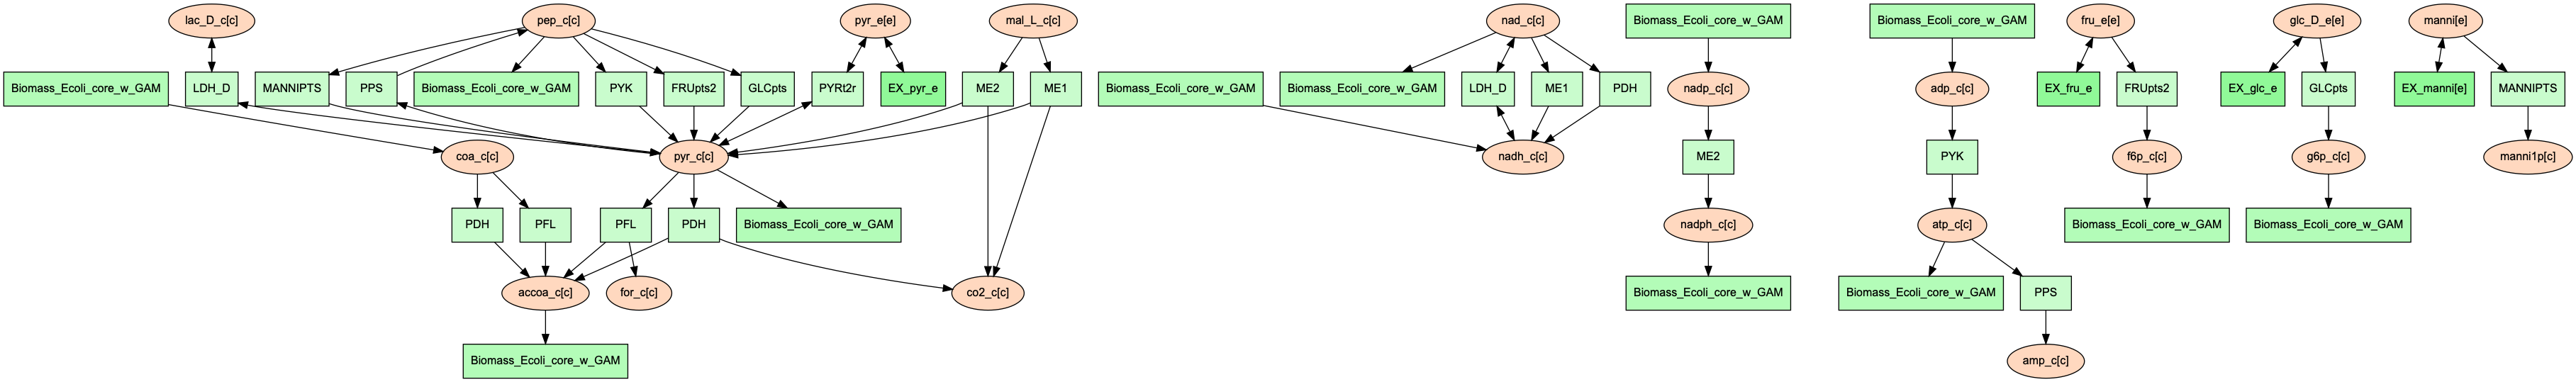 lac_D_c[c]
pep_c[c]
pyr_e[e]
mal_L_c[c]
nad_c[c]
Biomass_Ecoli_core_w_GAM
Biomass_Ecoli_core_w_GAM
fru_e[e]
glc_D_e[e]
manni[e]
Biomass_Ecoli_core_w_GAM
LDH_D
MANNIPTS
PPS
Biomass_Ecoli_core_w_GAM
PYK
FRUpts2
GLCpts
PYRt2r
EX_pyr_e
ME2
ME1
Biomass_Ecoli_core_w_GAM
Biomass_Ecoli_core_w_GAM
LDH_D
ME1
PDH
nadp_c[c]
adp_c[c]
EX_fru_e
FRUpts2
EX_glc_e
GLCpts
EX_manni[e]
MANNIPTS
coa_c[c]
pyr_c[c]
nadh_c[c]
ME2
PYK
f6p_c[c]
g6p_c[c]
manni1p[c]
PDH
PFL
PFL
PDH
Biomass_Ecoli_core_w_GAM
nadph_c[c]
atp_c[c]
Biomass_Ecoli_core_w_GAM
Biomass_Ecoli_core_w_GAM
accoa_c[c]
for_c[c]
co2_c[c]
Biomass_Ecoli_core_w_GAM
Biomass_Ecoli_core_w_GAM
PPS
Biomass_Ecoli_core_w_GAM
amp_c[c]